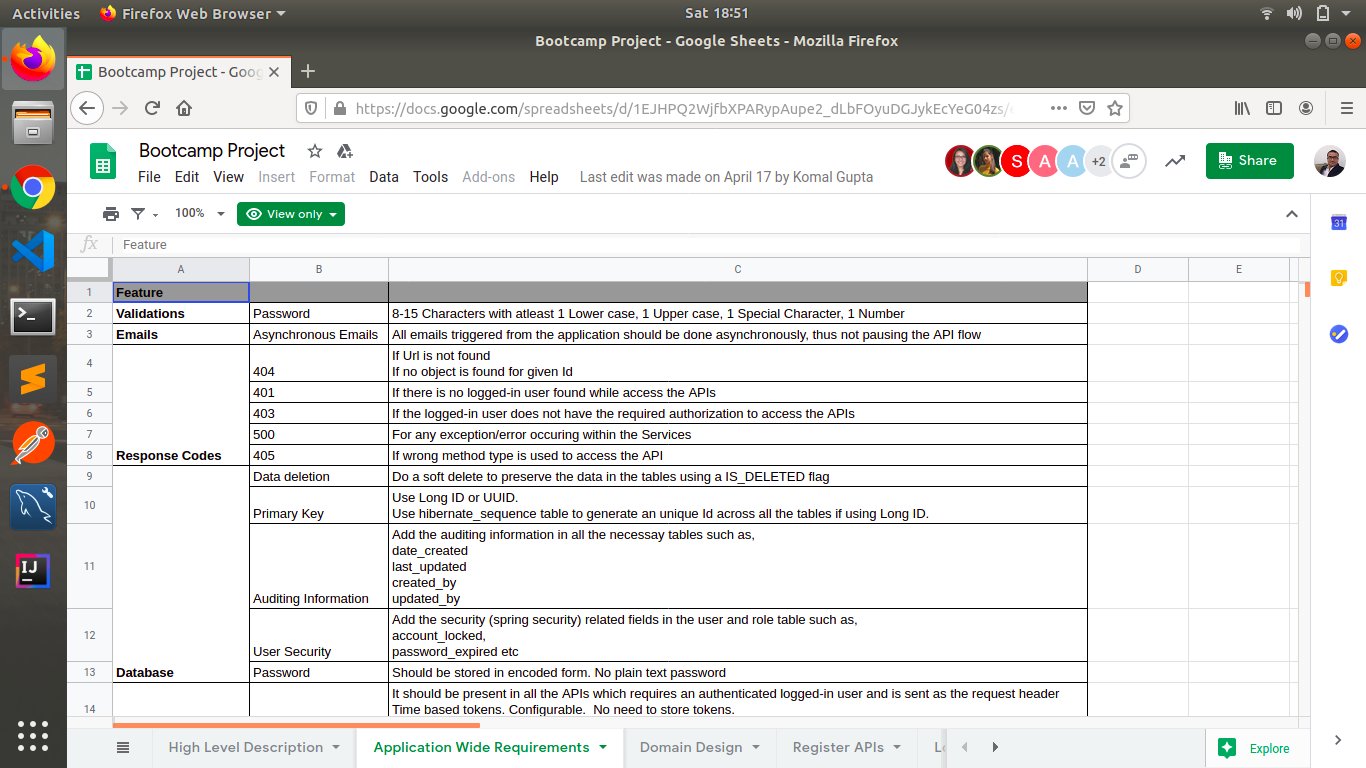 Activities
Firefox Web Browser
Sat 18:51
Bootcamp Project - Google Sheets - Mozilla Firefox
Bootcamp Project - Goog
https://docs.google.com/spreadsheets/d/1EJHPQ2WjfbXPARypAupe2_dLbFOyuDGJykEcYeG04zs/
Bootcamp Project
S
A
A
+2
Share
File Edit View Insert Format Data Tools Add-ons Help Last edit was made on April 17 by Komal Gupta
100%
View only
31
fx
Feature
A B C D E
1 Feature
2 Validations Password 8-15 Characters with atleast 1 Lower case, 1 Upper case, 1 Special Character, 1 Number
3 Emails Asynchronous Emails All emails triggered from the application should be done asynchronously, thus not pausing the API flow
If Url is not found
4 404 If no object is found for given Id
5 401 If there is no logged-in user found while access the APIs
6 403 If the logged-in user does not have the required authorization to access the APIs
7 500 For any exception/error occuring within the Services
8 Response Codes 405 If wrong method type is used to access the API
9 Data deletion Do a soft delete to preserve the data in the tables using a IS_DELETED flag
Use Long ID or UUID.
10 Primary Key Use hibernate_sequence table to generate an unique Id across all the tables if using Long ID.
Add the auditing information in all the necessay tables such as,
date_created
11 last_updated
created_by
Auditing Information updated_by
Add the security (spring security) related fields in the user and role table such as,
12 account_locked,
User Security password_expired etc
13 Database Password Should be stored in encoded form. No plain text password
It should be present in all the APIs which requires an authenticated logged-in user and is sent as the request header
14 Time based tokens. Configurable. No need to store tokens.
High Level Description
Application Wide Requirements
Domain Design
Register APIs
Explore
IJ